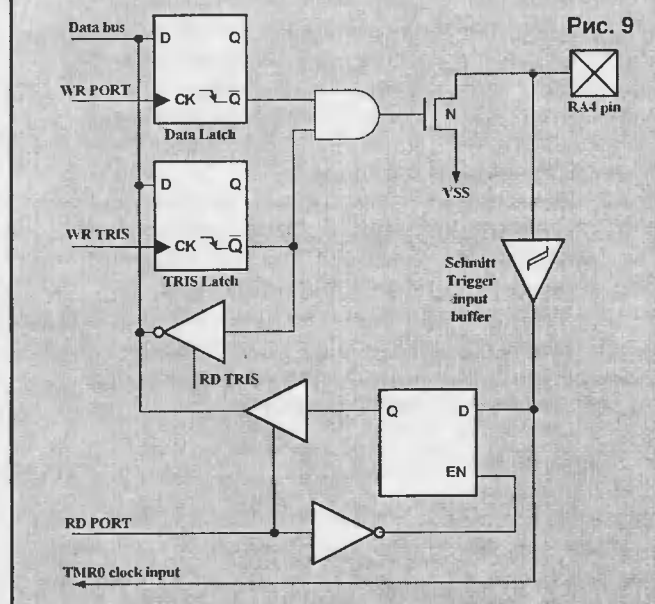 Рис. 9
Data bus
D Q
WR PORT
CK Q
Data Latch
N
RA4 pin
VSS
D Q
WR TRIS
CK Q
TRIS Latch
Schmitt
Trigger
input
buffer
RD TRIS
Q D
EN
RD PORT
TMR0 clock input